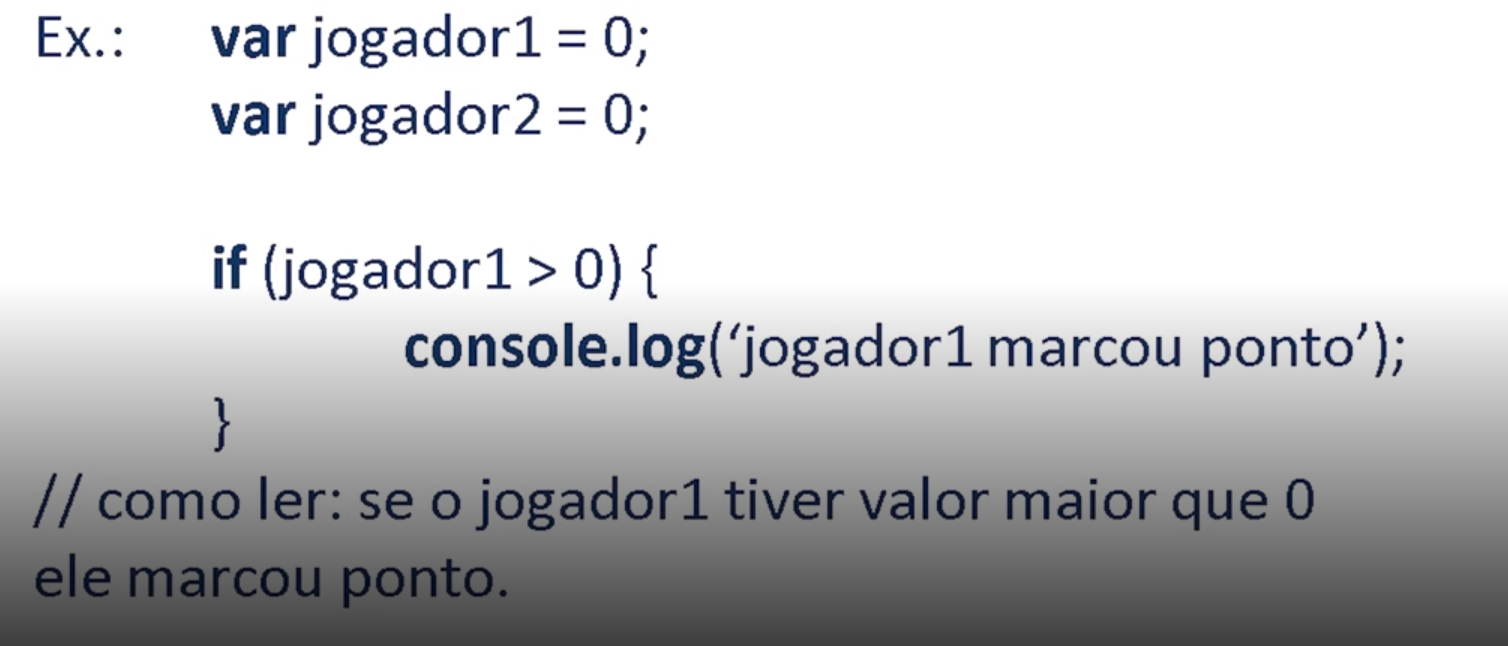 Ex.: var jogador1 = 0;
var jogador2 = 0;
if (jogador1 > 0) {
console.log(‘jogador1 marcou ponto’);
}
// como ler: se o jogador1 tiver valor maior que 0
ele marcou ponto.